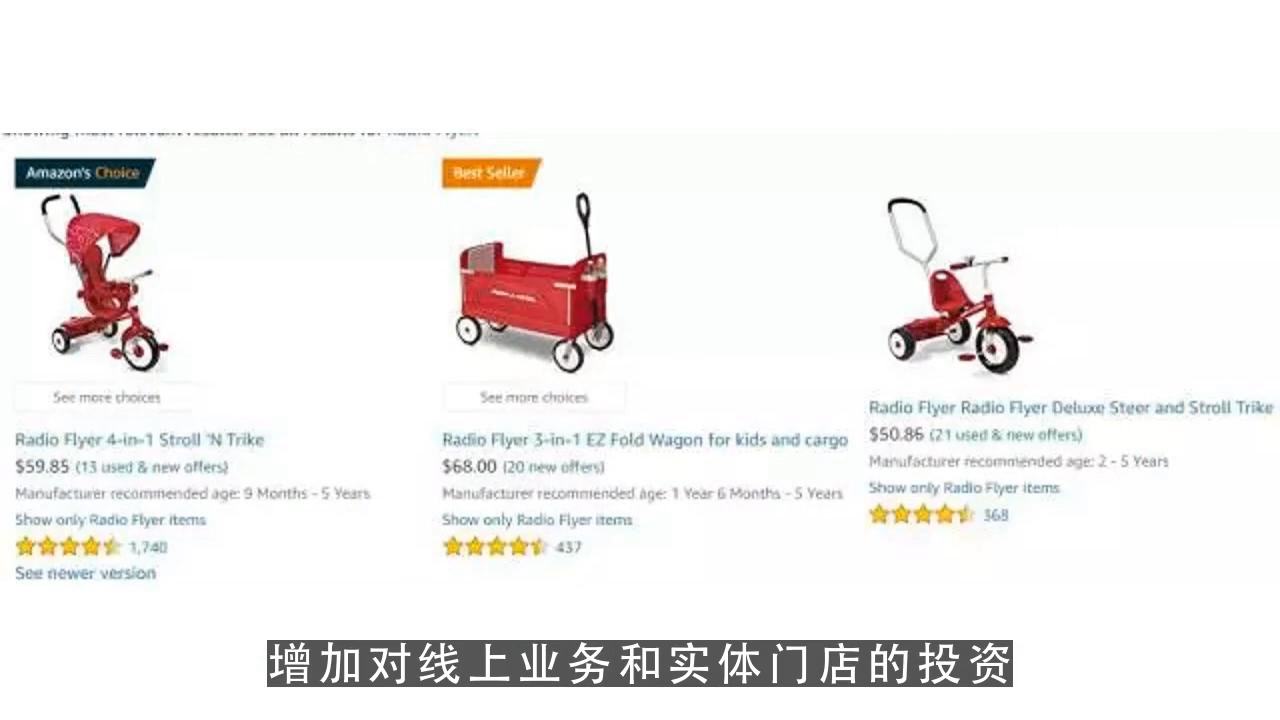 Amazon's Choice
See more choices
Radio Flyer 4-in-1 Stroll 'N Trike
$59.85 (13 used & new offers)
Manufacturer recommended age: 9 Months - 5 Years
Show only Radio Flyer items
1,740
See newer version
Best Seller
See more choices
Radio Flyer 3-in-1 EZ Fold Wagon for kids and cargo
$68.00 (20 new offers)
Manufacturer recommended age: 1 Year 6 Months - 5 Years
Show only Radio Flyer items
437
Radio Flyer Radio Flyer Deluxe Steer and Stroll Trike
$50.86 (21 used & new offers)
Manufacturer recommended age: 2 - 5 Years
Show only Radio Flyer items
368
增加对线上业务和实体门店的投资